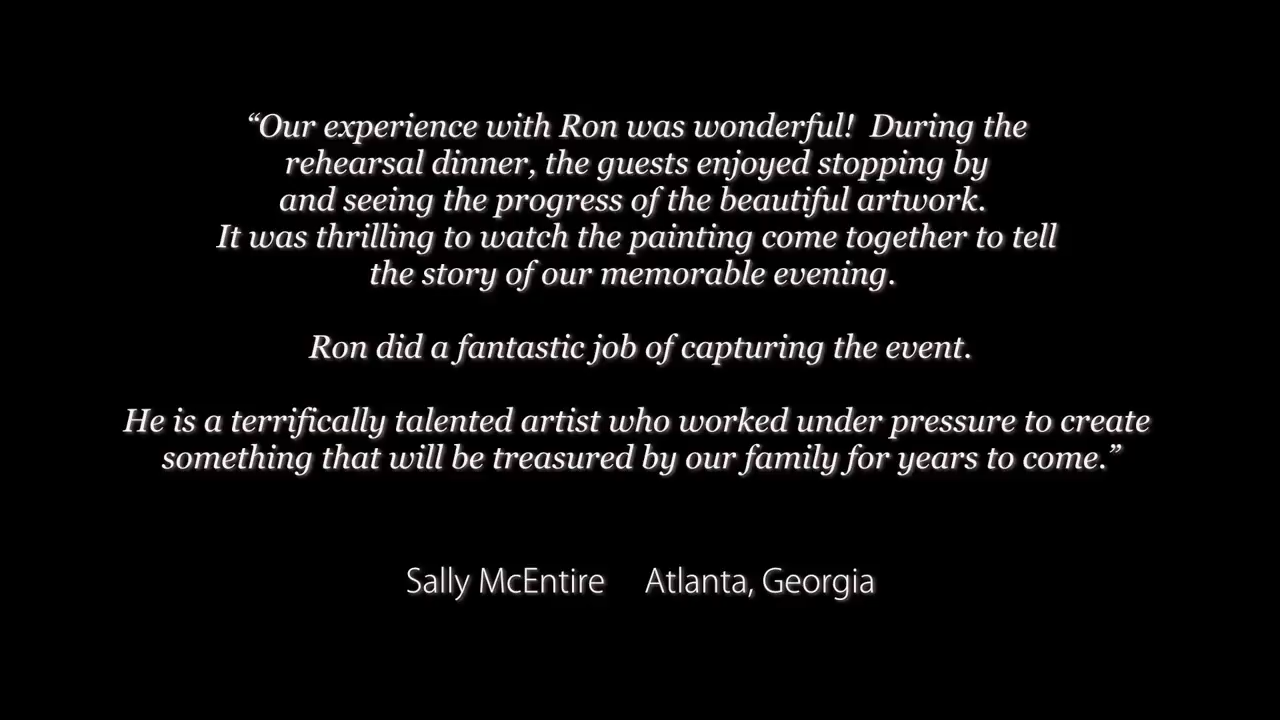 “Our experience with Ron was wonderful!  During the
rehearsal dinner, the guests enjoyed stopping by
and seeing the progress of the beautiful artwork.
It was thrilling to watch the painting come together to tell
the story of our memorable evening.
Ron did a fantastic job of capturing the event.
He is a terrifically talented artist who worked under pressure to create
something that will be treasured by our family for years to come.”
Sally McEntire    Atlanta, Georgia